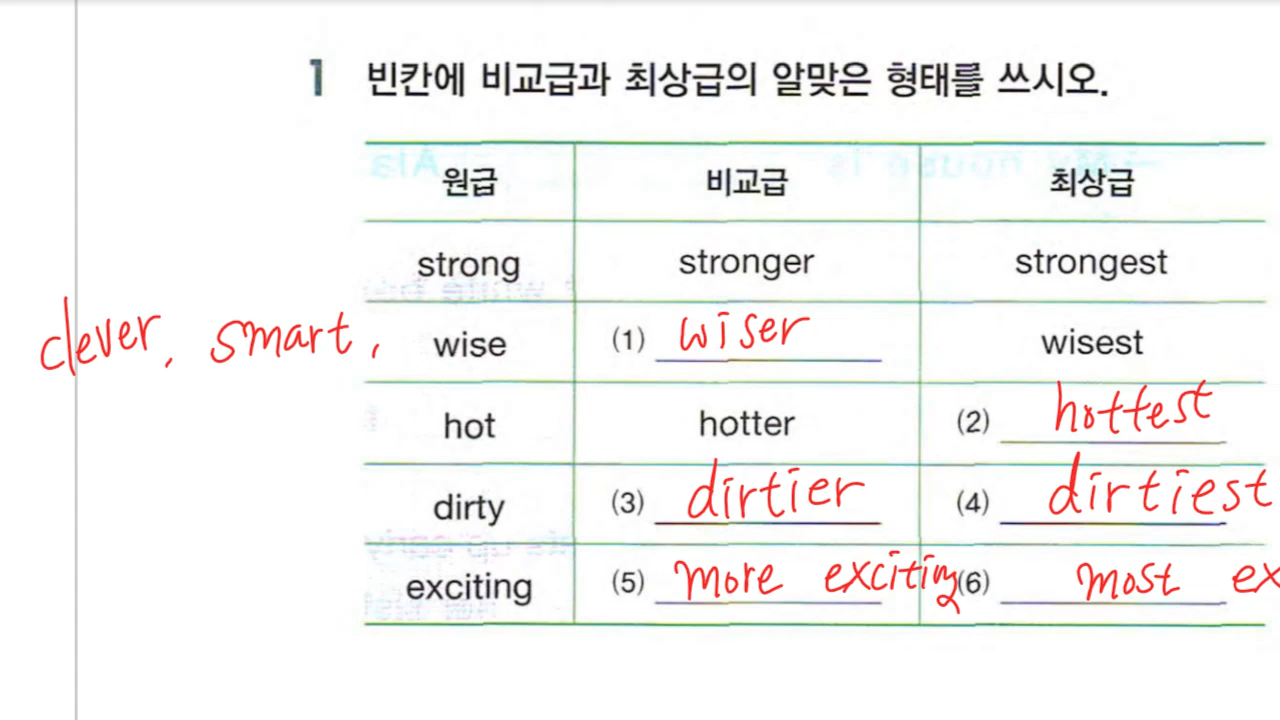 1 빈칸에 비교급과 최상급의 알맞은 형태를 쓰시오.
원급 비교급 최상급
strong stronger strongest
clever, smart, wise (1) wiser wisest
hot hotter (2) hottest
dirty (3) dirtier (4) dirtiest
exciting (5) more exciting (6) most ex